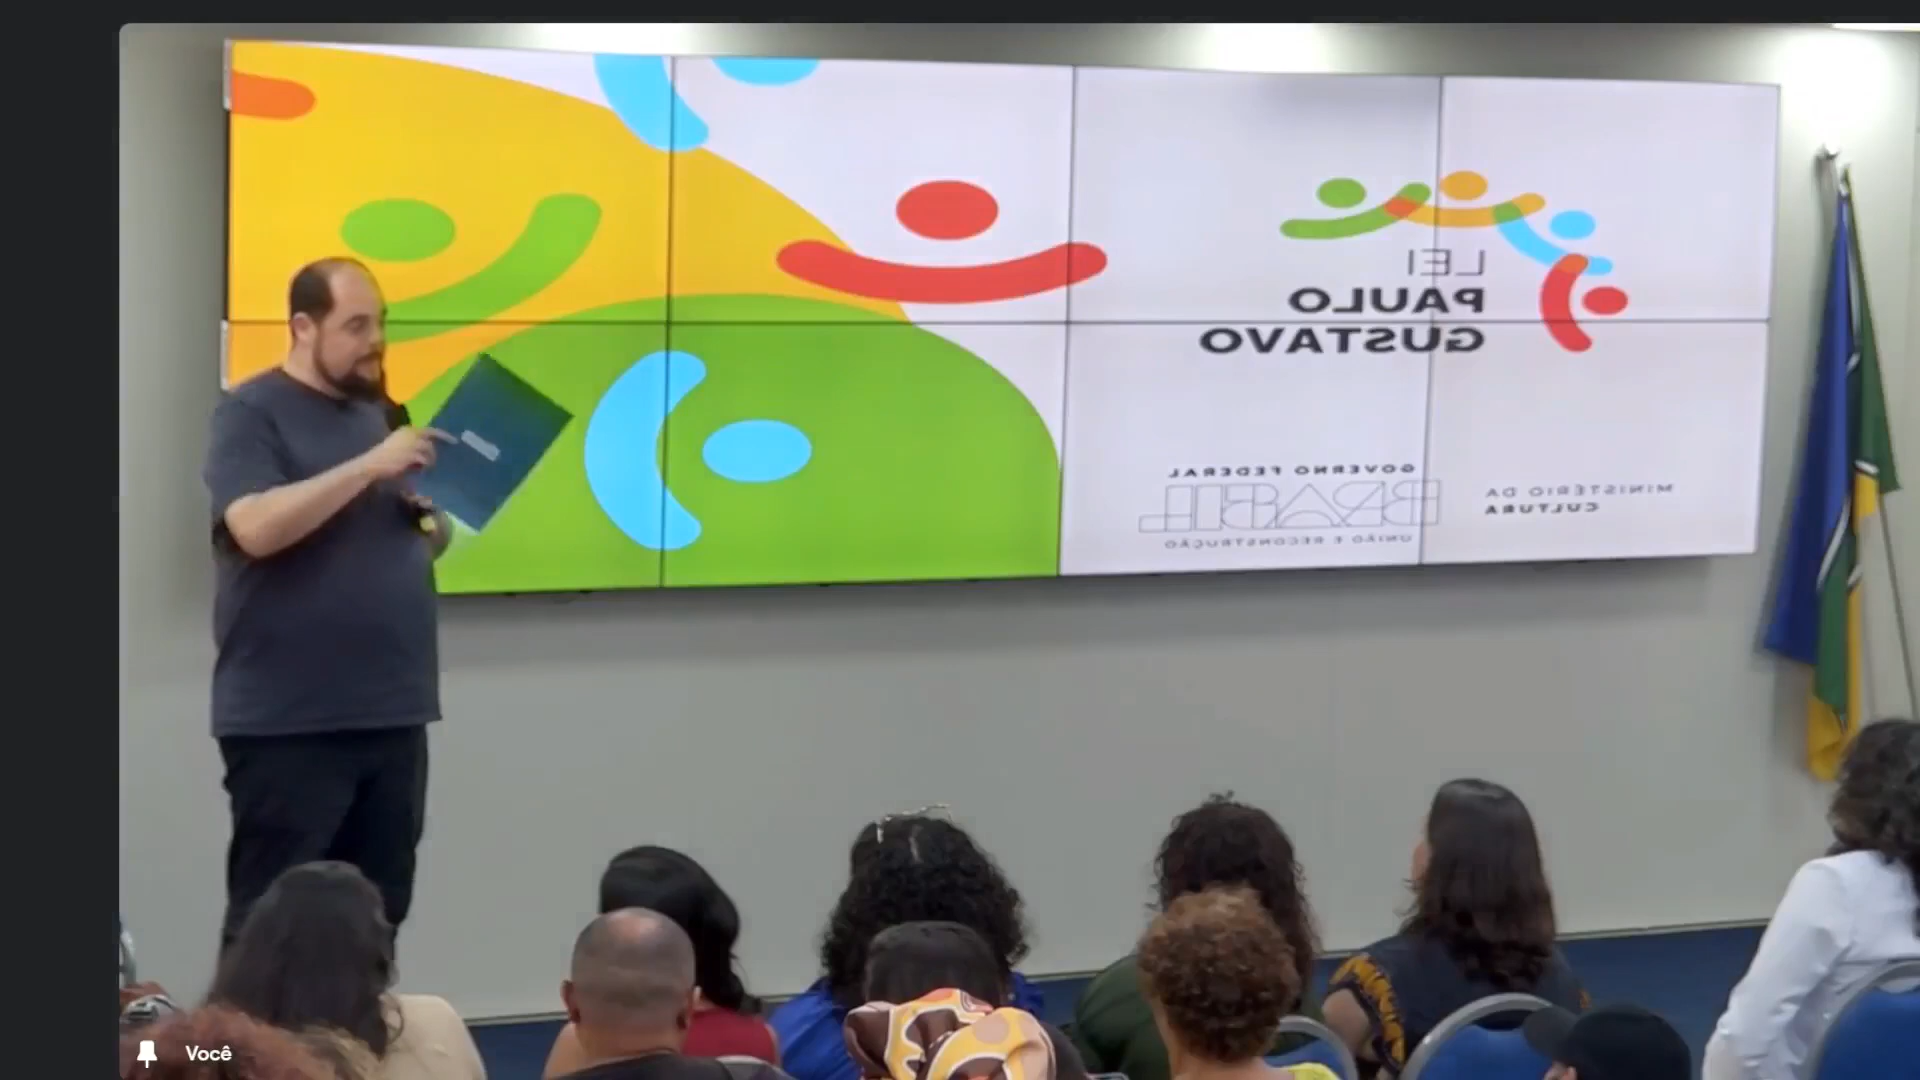 LEI
PAULO
GUSTAVO
GOVERNO FEDERAL
BRASIL
UNIÃO E RECONSTRUÇÃO
MINISTÉRIO DA
CULTURA
Você